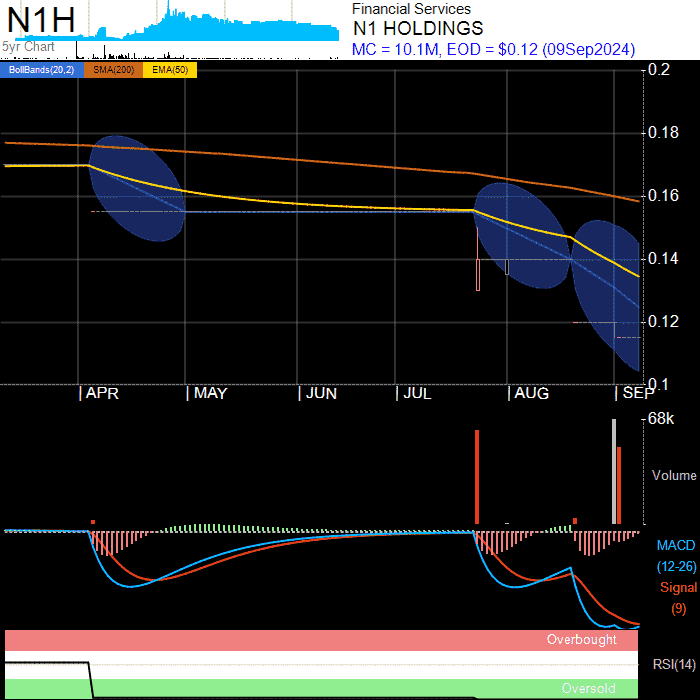 N1H
5yr Chart
Financial Services
N1 HOLDINGS
MC = 10.1M, EOD = $0.12 (09Sep2024)
BollBands(20,2) SMA(200) EMA(50)
0.2
0.18
0.16
0.14
0.12
0.1
APR MAY JUN JUL AUG SEP
68k
Volume
MACD
(12-26)
Signal
(9)
Overbought
RSI(14)
Oversold